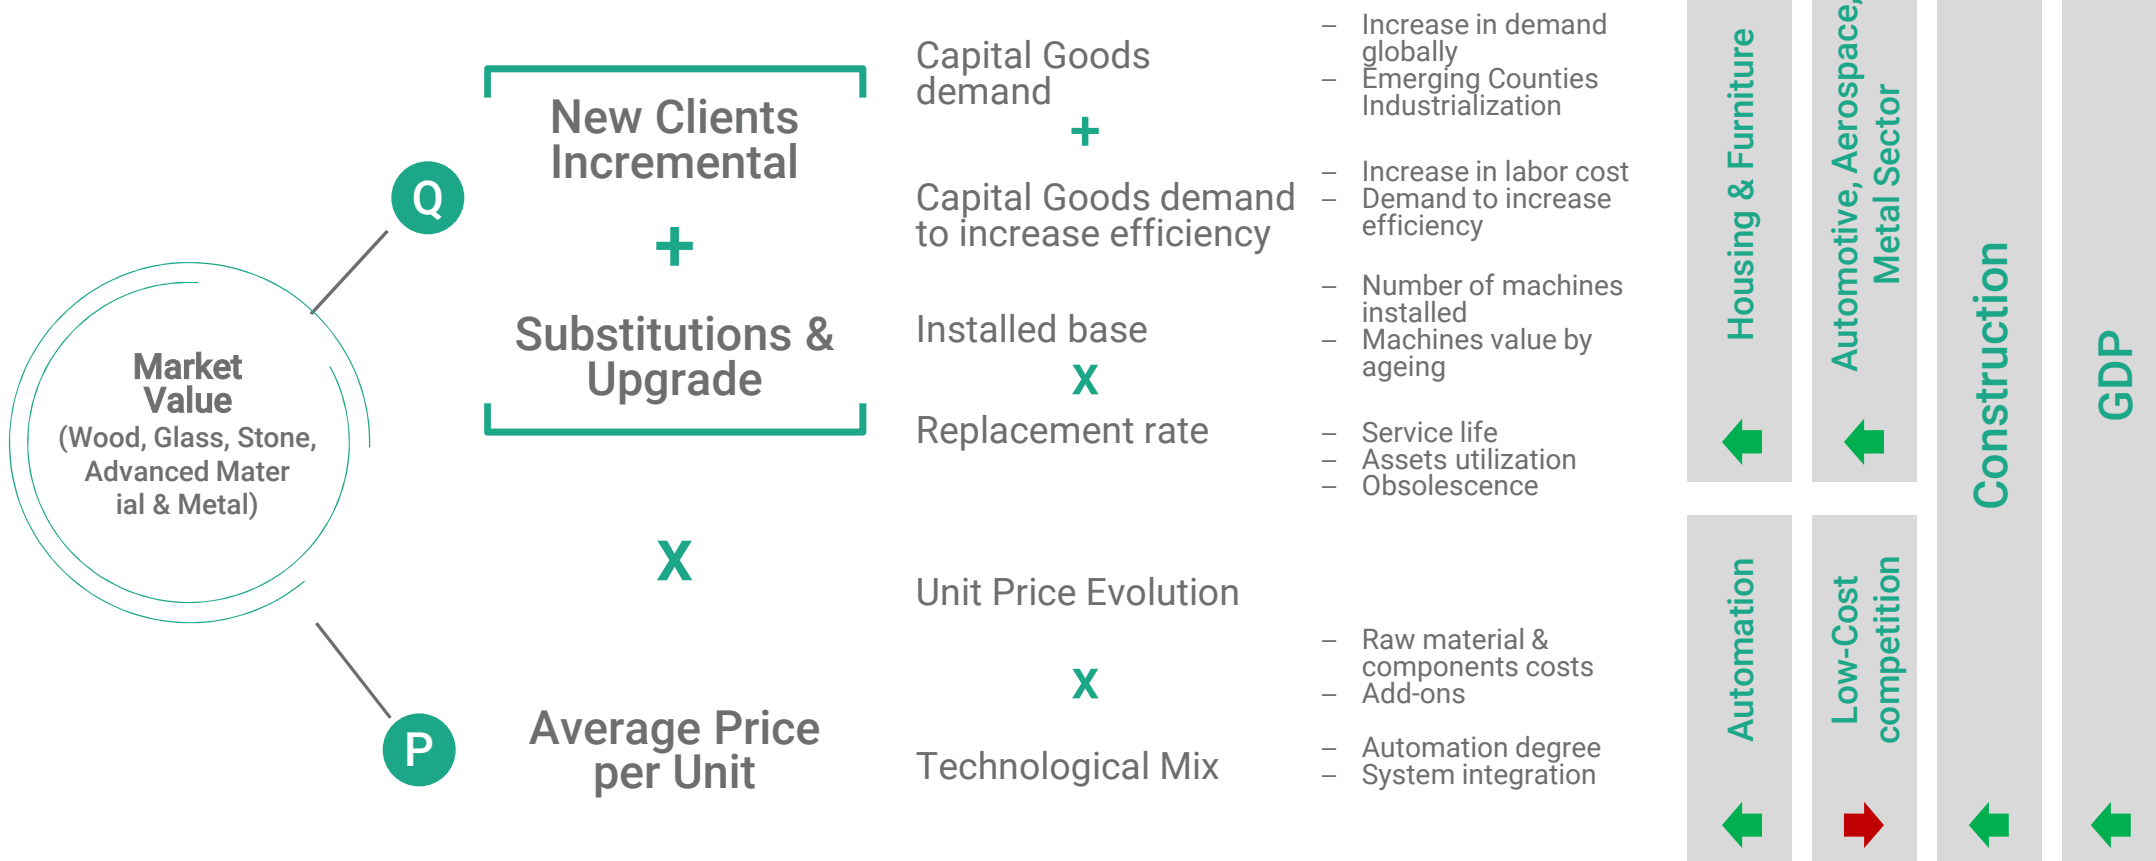 Market
Value
(Wood, Glass, Stone,
Advanced Mater
ial & Metal)
Q
P
New Clients
Incremental
+
Substitutions &
Upgrade
x
Average Price
per Unit
Capital Goods
demand
+
Capital Goods demand
to increase efficiency
Installed base
x
Replacement rate
Unit Price Evolution
x
Technological Mix
– Increase in demand
globally
– Emerging Counties
Industrialization
– Increase in labor cost
– Demand to increase
efficiency
– Number of machines
installed
– Machines value by
ageing
– Service life
– Assets utilization
– Obsolescence
– Raw material &
components costs
– Add-ons
– Automation degree
– System integration
Housing & Furniture
Automotive, Aerospace,
Metal Sector
Automation
Low-Cost
competition
Construction
GDP